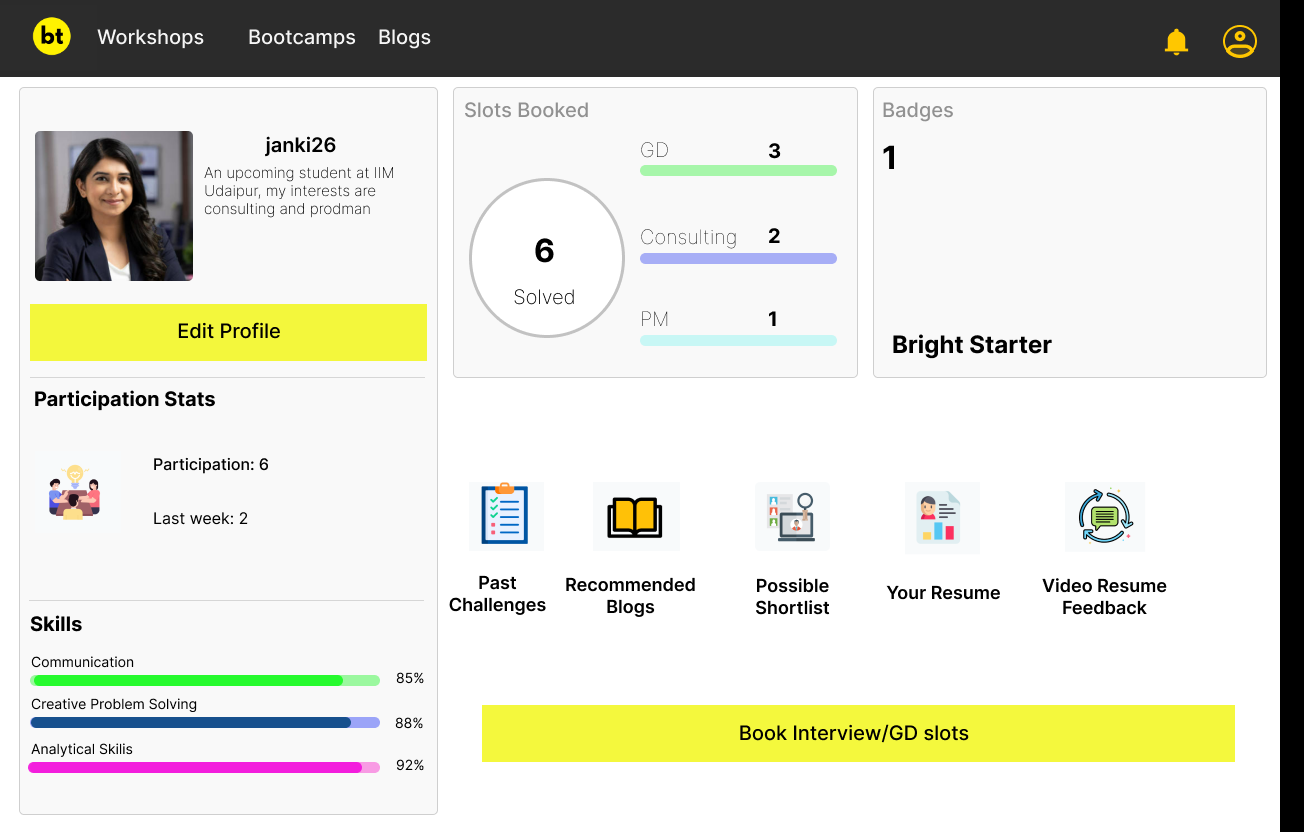 bt
Workshops
Bootcamps
Blogs
janki26
An upcoming student at IIM
Udaipur, my interests are
consulting and prodman
Edit Profile
Participation Stats
Participation: 6
Last week: 2
Skills
Communication
85%
Creative Problem Solving
88%
Analytical Skilis
92%
Slots Booked
6
Solved
GD 3
Consulting 2
PM 1
Badges
1
Bright Starter
Past
Challenges
Recommended
Blogs
Possible
Shortlist
Your Resume
Video Resume
Feedback
Book Interview/GD slots